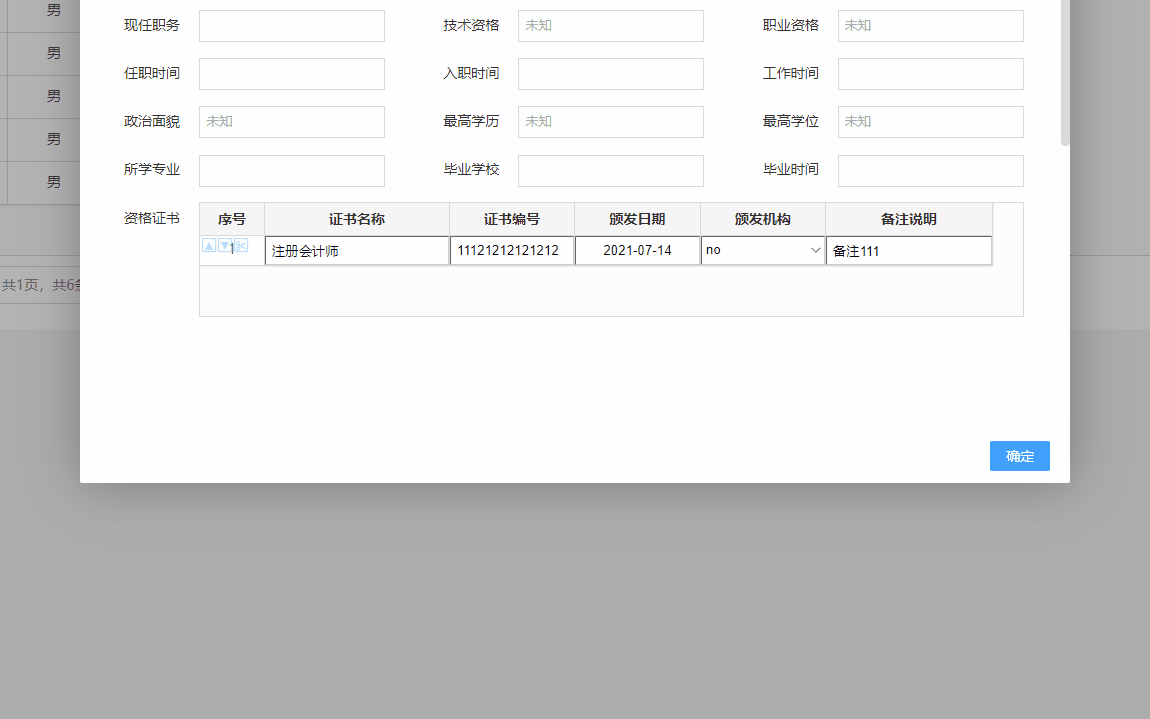 男
现任职务 技术资格 未知 职业资格 未知
男
任职时间 入职时间 工作时间
男
政治面貌 未知 最高学历 未知 最高学位 未知
男
所学专业 毕业学校 毕业时间
男
资格证书 序号 证书名称 证书编号 颁发日期 颁发机构 备注说明
1 注册会计师 11121212121212 2021-07-14 no 备注111
共1页，共6条
确定